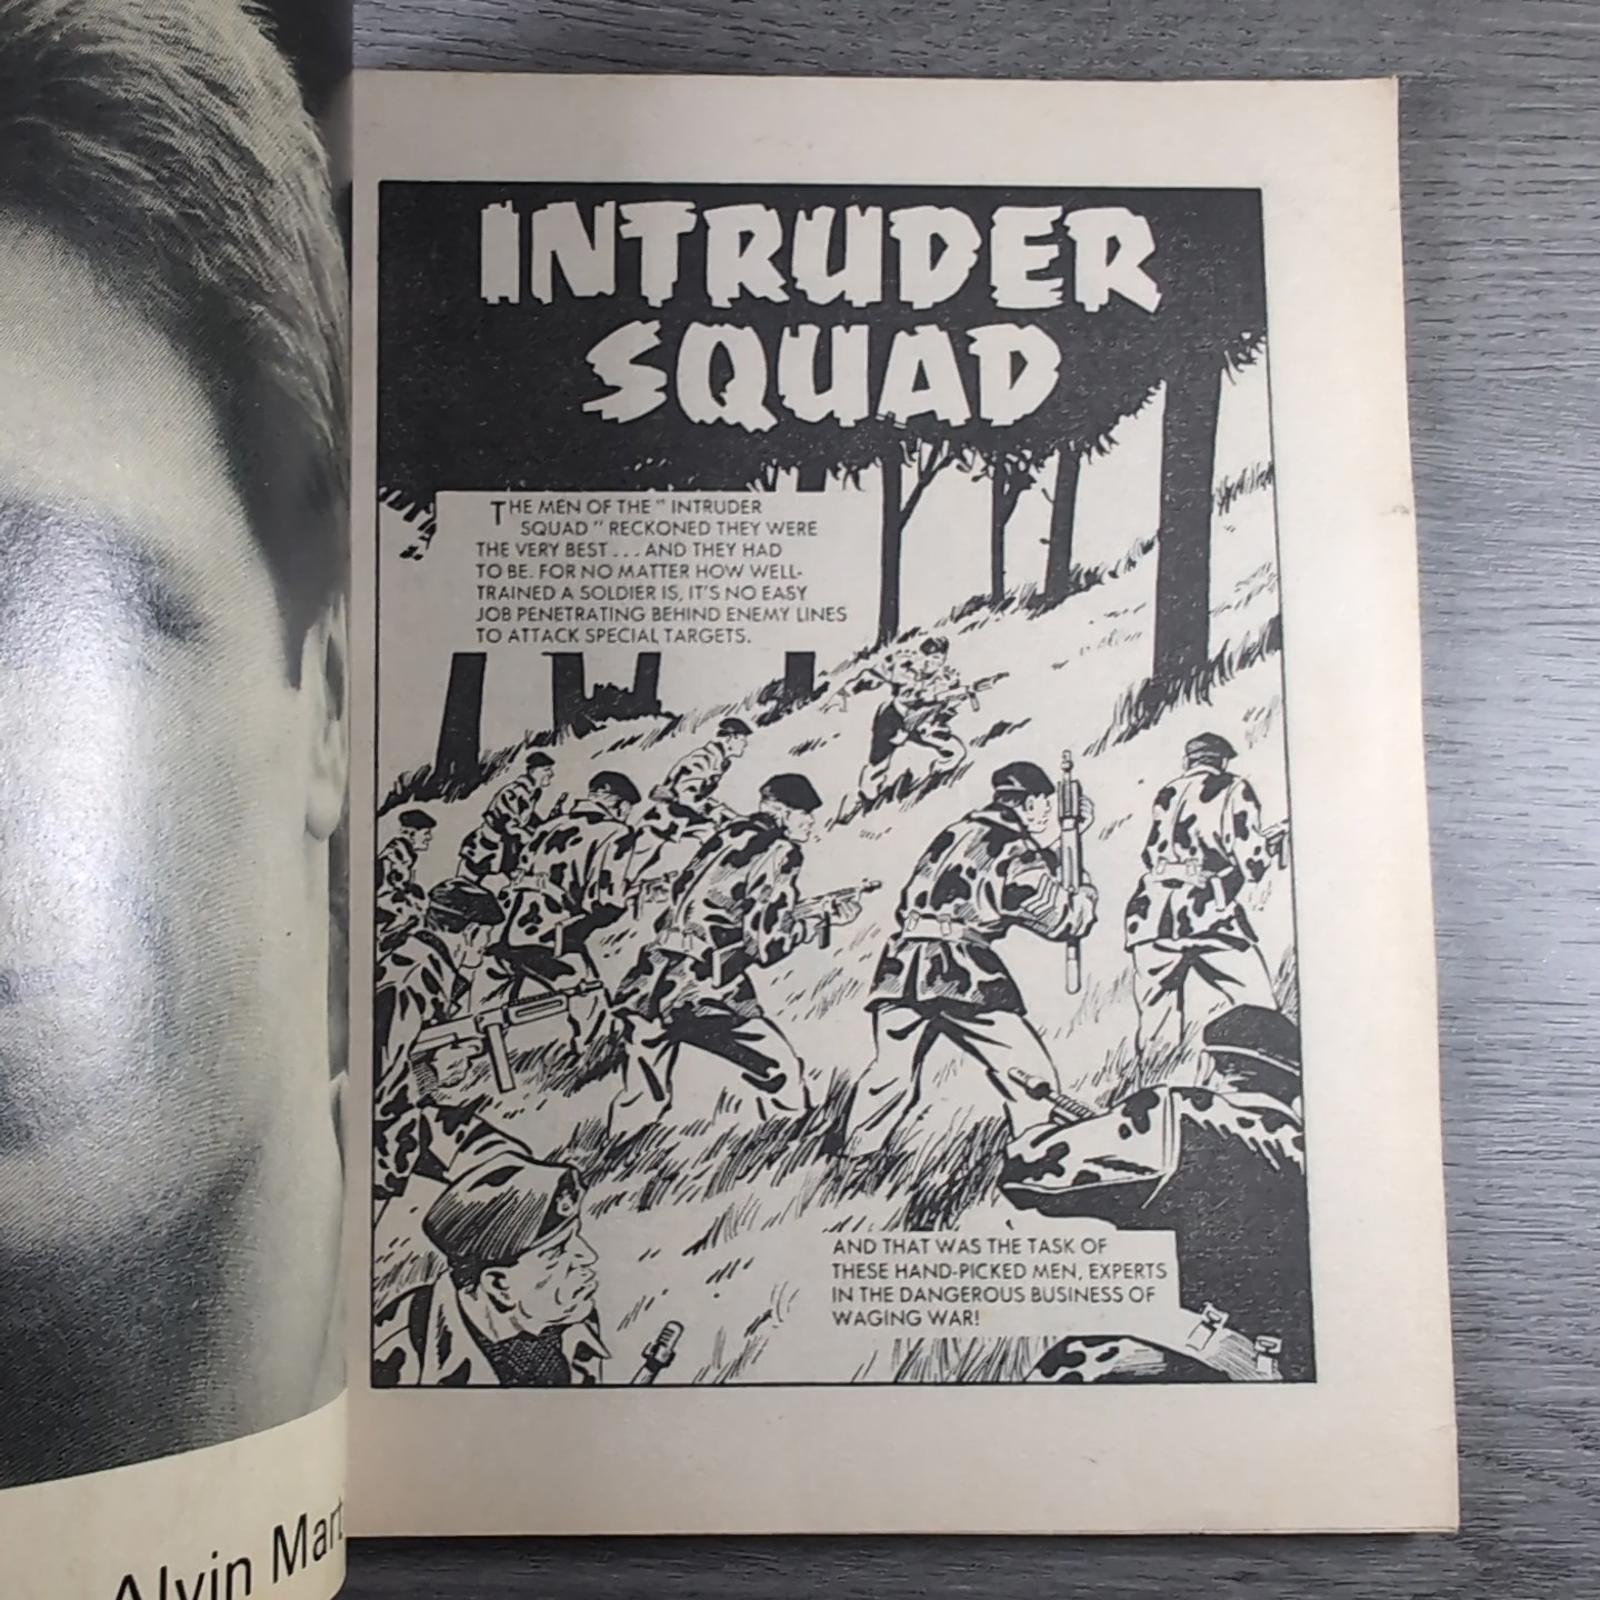 INTRUDER
SQUAD
THE MEN OF THE " INTRUDER
SQUAD " RECKONED THEY WERE
THE VERY BEST . . . AND THEY HAD
TO BE. FOR NO MATTER HOW WELL-
TRAINED A SOLDIER IS, IT'S NO EASY
JOB PENETRATING BEHIND ENEMY LINES
TO ATTACK SPECIAL TARGETS.
AND THAT WAS THE TASK OF
THESE HAND-PICKED MEN, EXPERTS
IN THE DANGEROUS BUSINESS OF
WAGING WAR!
Alvin Mart